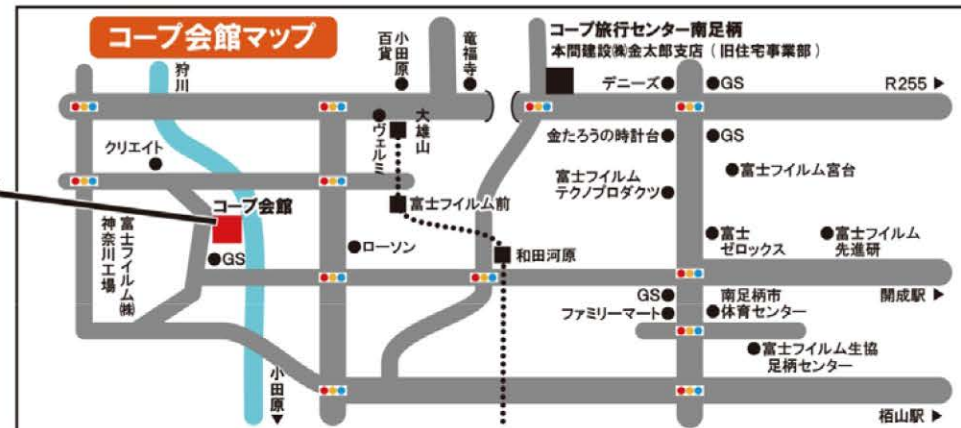 コープ会館マップ
狩川
小田原
百貨
竜福寺
コープ旅行センター南足柄
本間建設㈱金太郎支店（旧住宅事業部）
デニーズ
GS
R255 ▶
ヴェルミ
大雄山
金たろうの時計台
GS
クリエイト
富士フイルム
テクノプロダクツ
富士フイルム宮台
コープ会館
富士フイルム前
富士フイルム㈱
神奈川工場
GS
ローソン
和田河原
富士
ゼロックス
富士フイルム
先進研
開成駅 ▶
GS
ファミリーマート
南足柄市
体育センター
富士フイルム生協
足柄センター
小田原▼
栢山駅 ▶